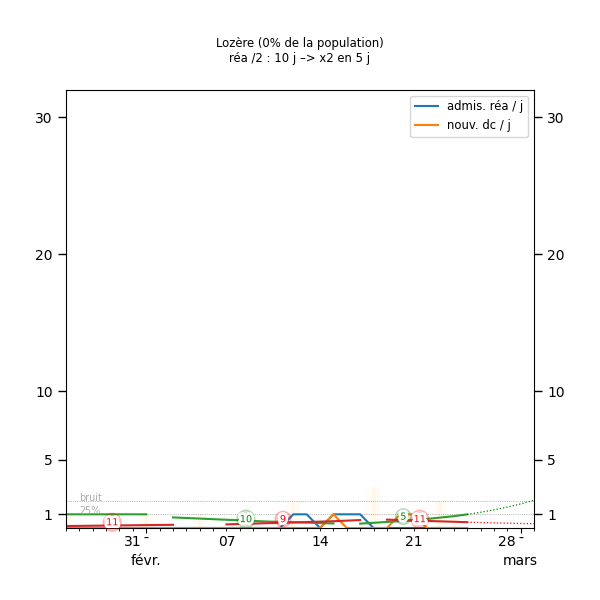 Lozère (0% de la population)
réa /2 : 10 j –> x2 en 5 j
admis. réa / j
nouv. dc / j
30 30
20 20
10 10
5 5
1 1
bruit
25%
11 10 9 5 -11
31 - 07 14 21 28 -
févr. mars